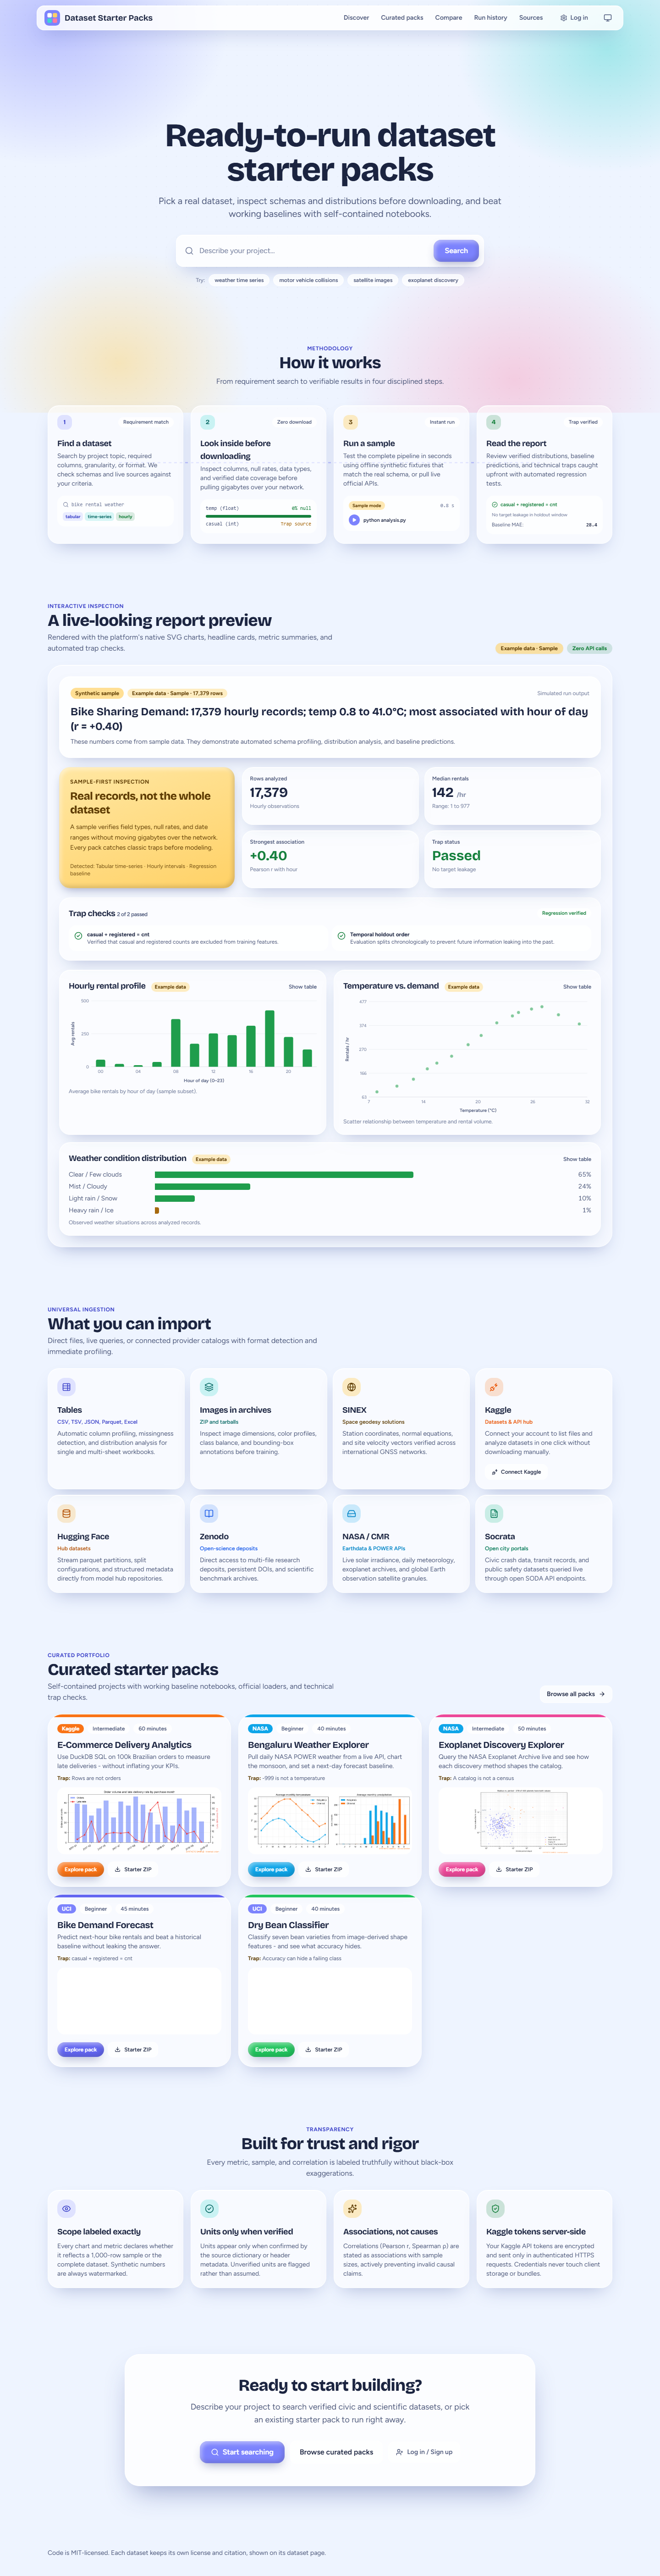 Dataset Starter Packs
Discover
Curated packs
Compare
Run history
Sources
Log in
Ready-to-run dataset
starter packs
Pick a real dataset, inspect schemas and distributions before downloading, and beat
working baselines with self-contained notebooks.
Describe your project...
Search
Try:
weather time series
motor vehicle collisions
satellite images
exoplanet discovery
METHODOLOGY
How it works
From requirement search to verifiable results in four disciplined steps.
1
Requirement match
Find a dataset
Search by project topic, required
columns, granularity, or format. We
check schemas and live sources against
your criteria.
bike rental weather
tabular
time-series
hourly
2
Zero download
Look inside before
downloading
Inspect columns, null rates, data types,
and verified date coverage before
pulling gigabytes over your network.
temp (float)
0% null
casual (int)
Trap source
3
Instant run
Run a sample
Test the complete pipeline in seconds
using offline synthetic fixtures that
match the real schema, or pull live
official APIs.
Sample mode
python analysis.py
4
Trap verified
Read the report
Review verified distributions, baseline
predictions, and technical traps caught
upfront with automated regression
tests.
casual + registered = cnt
No target leakage in holdout window
Baseline MAE:
INTERACTIVE INSPECTION
A live-looking report preview
Rendered with the platform's native SVG charts, headline cards, metric summaries, and
automated trap checks.
Example data · Sample
Zero API calls
Synthetic sample
Example data · Sample · 17,379 rows
Simulated run output
Bike Sharing Demand: 17,379 hourly records; temp 0.8 to 41.0°C; most associated with hour of day
(r = +0.40)
These numbers come from sample data. They demonstrate automated schema profiling, distribution analysis, and baseline predictions.
SAMPLE-FIRST INSPECTION
Real records, not the whole
dataset
A sample verifies field types, null rates, and date
ranges without moving gigabytes over the network.
Every pack catches classic traps before modeling.
Detected: Tabular time-series · Hourly intervals · Regression
baseline
Rows analyzed
17,379
Hourly observations
Median rentals
142 /hr
Range: 1 to 977
Strongest association
+0.40
Pearson r with hour
Trap status
Passed
No target leakage
Trap checks 2 of 2 passed
Regression verified
casual + registered = cnt
Verified that casual and registered counts are excluded from training features.
Temporal holdout order
Evaluation splits chronologically to prevent future information leaking into the past.
Hourly rental profile
Example data
Show table
500
250
0
Avg rentals
00
04
08
12
16
20
Hour of day (0–23)
Average bike rentals by hour of day (sample subset).
Temperature vs. demand
Example data
Show table
Rentals / hr
477
374
270
166
63
7
14
20
26
32
Temperature (°C)
Scatter relationship between temperature and rental volume.
Weather condition distribution
Example data
Show table
Clear / Few clouds
65%
Mist / Cloudy
24%
Light rain / Snow
10%
Heavy rain / Ice
1%
Observed weather situations across analyzed records.
UNIVERSAL INGESTION
What you can import
Direct files, live queries, or connected provider catalogs with format detection and
immediate profiling.
Tables
CSV, TSV, JSON, Parquet, Excel
Automatic column profiling, missingness
detection, and distribution analysis for
single and multi-sheet workbooks.
Images in archives
ZIP and tarballs
Inspect image dimensions, color profiles,
class balance, and bounding-box
annotations before training.
SINEX
Space geodesy solutions
Station coordinates, normal equations,
and site velocity vectors verified across
international GNSS networks.
Kaggle
Datasets & API hub
Connect your account to list files and
analyze datasets in one click without
downloading manually.
Connect Kaggle
Hugging Face
Hub datasets
Stream parquet partitions, split
configurations, and structured metadata
directly from model hub repositories.
Zenodo
Open-science deposits
Direct access to multi-file research
deposits, persistent DOIs, and scientific
benchmark archives.
NASA / CMR
Earthdata & POWER APIs
Live solar irradiance, daily meteorology,
exoplanet archives, and global Earth
observation satellite granules.
Socrata
Open city portals
Civic crash data, transit records, and
public safety datasets queried live
through open SODA API endpoints.
CURATED PORTFOLIO
Curated starter packs
Self-contained projects with working baseline notebooks, official loaders, and technical
trap checks.
Browse all packs
Kaggle
Intermediate
60 minutes
E-Commerce Delivery Analytics
Use DuckDB SQL on 100k Brazilian orders to measure
late deliveries - without inflating your KPIs.
Trap: Rows are not orders
Explore pack
Starter ZIP
NASA
Beginner
40 minutes
Bengaluru Weather Explorer
Pull daily NASA POWER weather from a live API, chart
the monsoon, and set a next-day forecast baseline.
Trap: -999 is not a temperature
Explore pack
Starter ZIP
NASA
Intermediate
50 minutes
Exoplanet Discovery Explorer
Query the NASA Exoplanet Archive live and see how
each discovery method shapes the catalog.
Trap: A catalog is not a census
Explore pack
Starter ZIP
UCI
Beginner
45 minutes
Bike Demand Forecast
Predict next-hour bike rentals and beat a historical
baseline without leaking the answer.
Trap: casual + registered = cnt
Explore pack
Starter ZIP
UCI
Beginner
40 minutes
Dry Bean Classifier
Classify seven bean varieties from image-derived shape
features - and see what accuracy hides.
Trap: Accuracy can hide a failing class
Explore pack
Starter ZIP
TRANSPARENCY
Built for trust and rigor
Every metric, sample, and correlation is labeled truthfully without black-box
exaggerations.
Scope labeled exactly
Every chart and metric declares whether
it reflects a 1,000-row sample or the
complete dataset. Synthetic numbers
are always watermarked.
Units only when verified
Units appear only when confirmed by
the source dictionary or header
metadata. Unverified units are flagged
rather than assumed.
Associations, not causes
Correlations (Pearson r, Spearman ρ) are
stated as associations with sample
sizes, actively preventing invalid causal
claims.
Kaggle tokens server-side
Your Kaggle API tokens are encrypted
and sent only in authenticated HTTPS
requests. Credentials never touch client
storage or bundles.
Ready to start building?
Describe your project to search verified civic and scientific datasets, or pick
an existing starter pack to run right away.
Start searching
Browse curated packs
Log in / Sign up
Code is MIT-licensed. Each dataset keeps its own license and citation, shown on its dataset page.